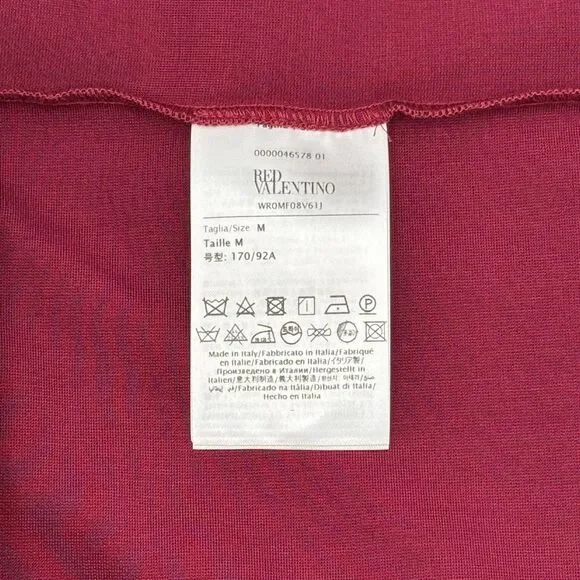 0000046578 01
RED
VALENTINO
WR0MF08V61J
Taglia/Size M
Taille M
号型: 170/92A
Made in Italy/Fabbricato in Italia/Fabriqué
en Italie/Fabricado en Italia/イタリア製/
Произведено в Италии/Hergestellt in
Italien/意大利制造/義大利製造/
/Fabricado na Itália/Dibuat di Italia/
Hecho en Italia